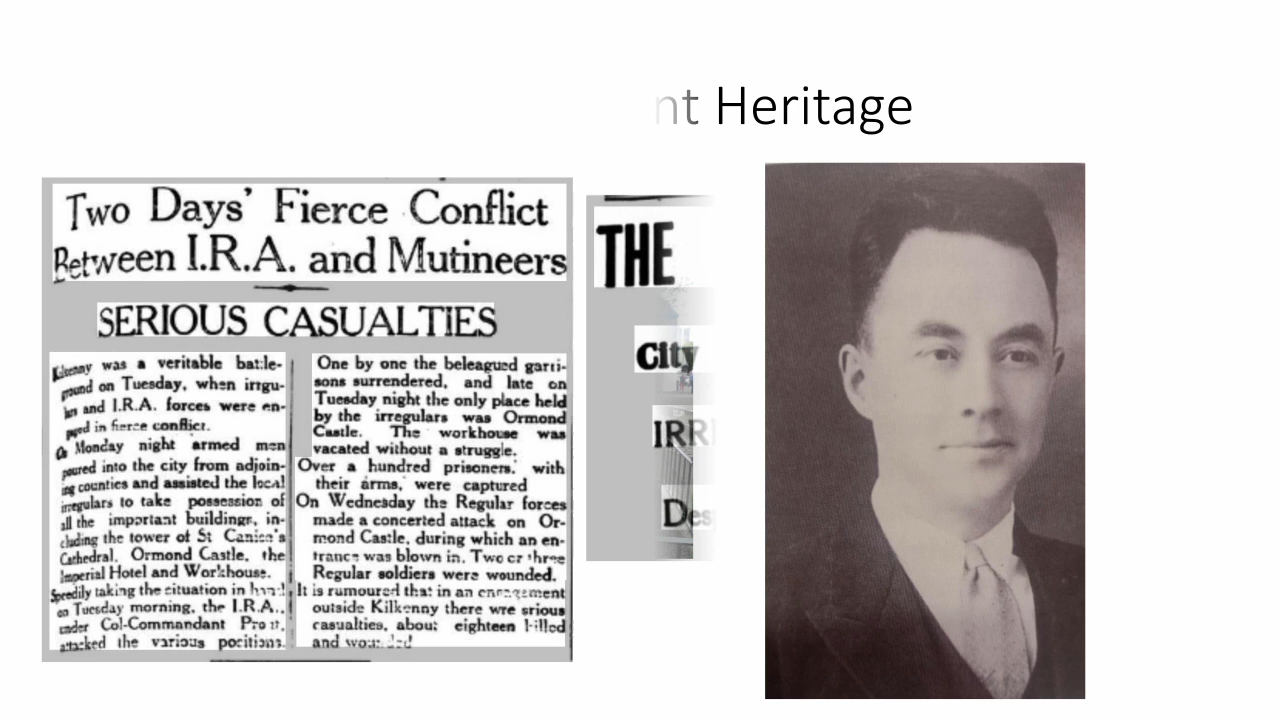 nt Heritage
Two Days' Fierce Conflict
Between I.R.A. and Mutineers
SERIOUS CASUALTIES
Kilkenny was a veritable battle-
ground on Tuesday, when irrgu-
lars and I.R.A. forces were en-
gaged in fierce conflict.
On Monday night armed men
poured into the city from adjoin-
ing counties and assisted the local
irregulars to take possession of
all the important buildings, in-
cluding the tower of St Canice's
Cathedral, Ormond Castle, the
Imperial Hotel and Workhouse.
Speedily taking the situation in hand
on Tuesday morning, the I.R.A.,
under Col-Commandant Prout,
attacked the various positions.
One by one the beleagued garri-
sons surrendered, and late on
Tuesday night the only place held
by the irregulars was Ormond
Castle. The workhouse was
vacated without a struggle.
Over a hundred prisoners, with
their arms, were captured
On Wednesday the Regular forces
made a concerted attack on Or-
mond Castle, during which an en-
trance was blown in. Two or three
Regular soldiers were wounded.
It is rumoured that in an engagement
outside Kilkenny there wre srious
casualties, about eighteen killed
and wounded
THE
City
IRR
Des